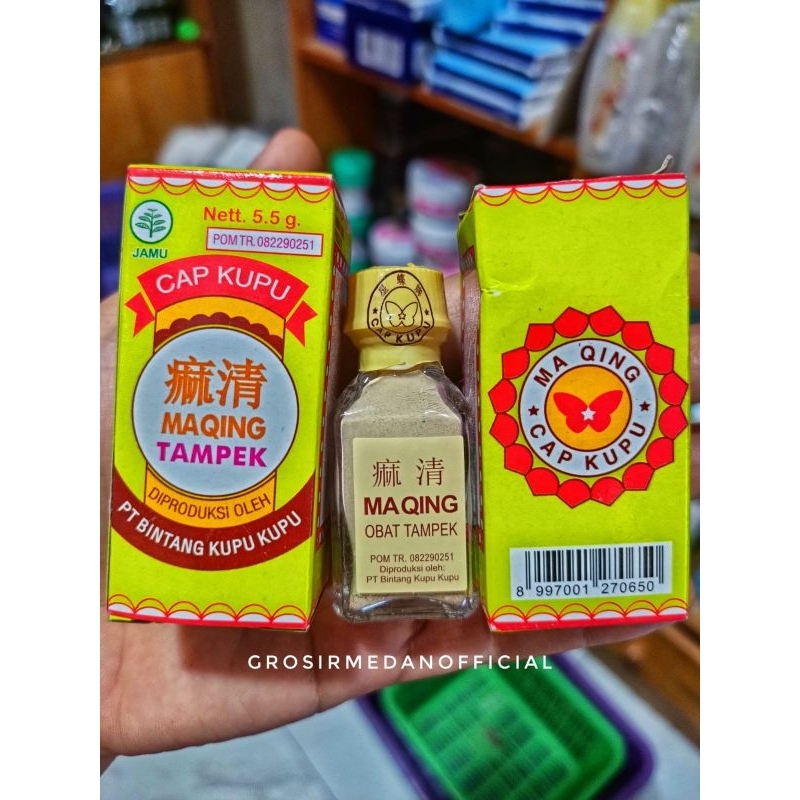 Nett. 5.5 g.
POM TR. 082290251
JAMU
CAP KUPU
痲清
MAQING
TAMPEK
DIPRODUKSI OLEH
PT BINTANG KUPU KUPU
CAP KUPU
痲 清
MA QING
OBAT TAMPEK
POM TR. 082290251
Diproduksi oleh:
PT Bintang Kupu Kupu
MA QING
CAP KUPU
8 997001 270650
GROSIRMEDANOFFICIAL